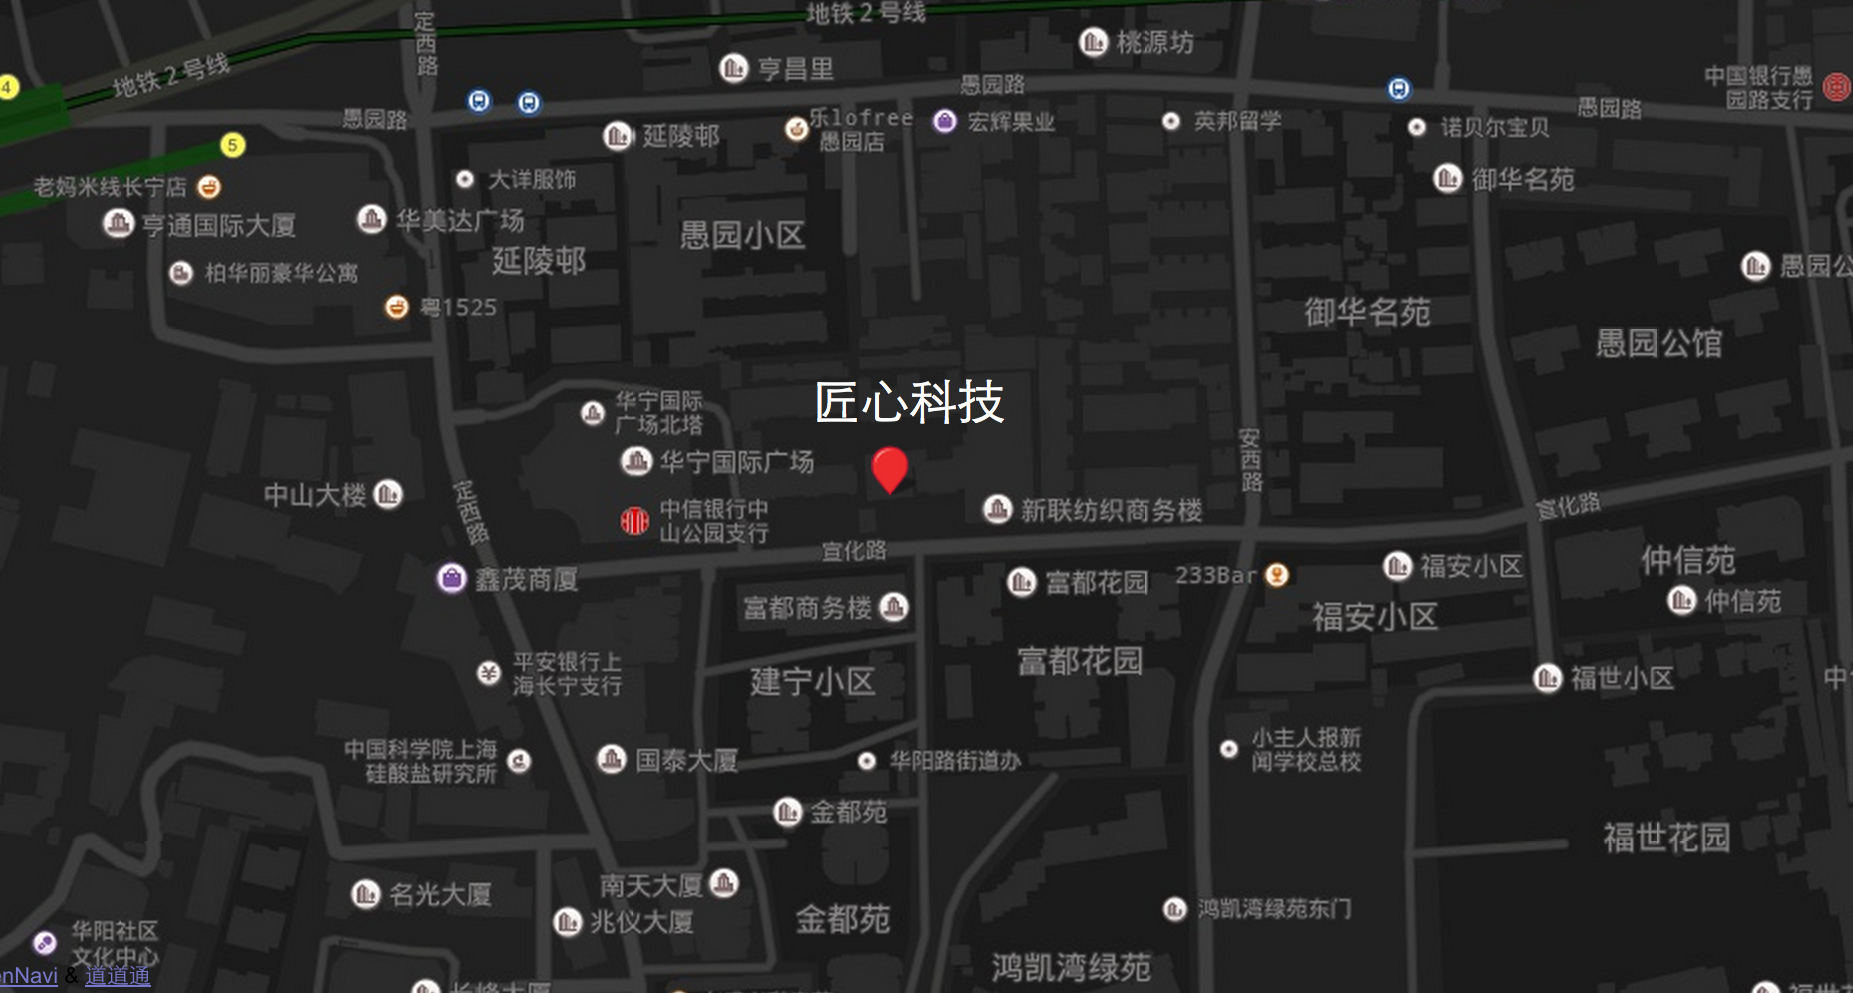 地铁2号线
桃源坊
亨昌里
定西路
地铁2号线
4
愚园路
中国银行愚
园路支行
愚园路
愚园路
延陵邨
乐lofree
愚园店
宏辉果业
英邦留学
诺贝尔宝贝
5
老妈米线长宁店
大详服饰
御华名苑
亨通国际大厦
华美达广场
愚园小区
延陵邨
柏华丽豪华公寓
愚园公
粤1525
御华名苑
愚园公馆
匠心科技
华宁国际
广场北塔
华宁国际广场
安西路
中山大楼
定西路
中信银行中
山公园支行
新联纺织商务楼
宣化路
宣化路
鑫茂商厦
富都商务楼
富都花园
233Bar
福安小区
仲信苑
仲信苑
福安小区
平安银行上
海长宁支行
建宁小区
富都花园
福世小区
中
中国科学院上海
硅酸盐研究所
国泰大厦
华阳路街道办
小主人报新
闻学校总校
金都苑
福世花园
名光大厦
南天大厦
兆仪大厦
金都苑
鸿凯湾绿苑东门
华阳社区
文化中心
鸿凯湾绿苑
enNavi & 道道通